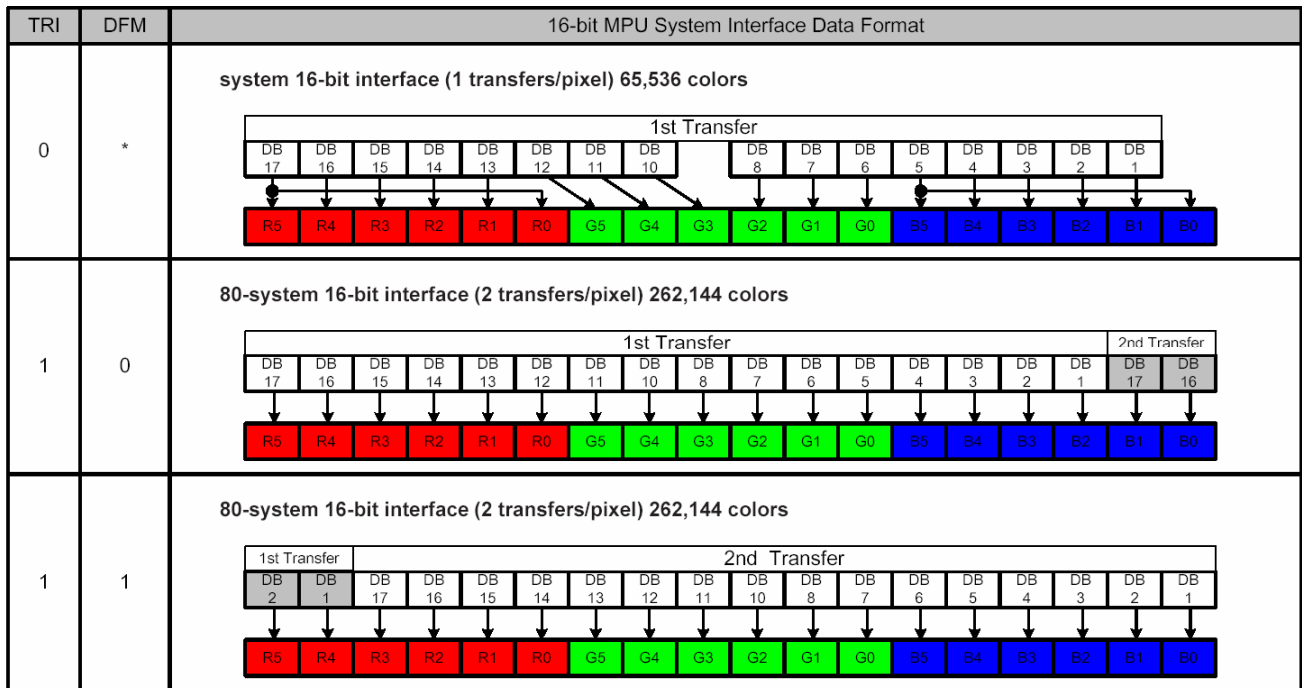 TRI DFM 16-bit MPU System Interface Data Format
0 *
system 16-bit interface (1 transfers/pixel) 65,536 colors
1st Transfer
DB DB DB DB DB DB DB DB DB DB DB DB DB DB DB DB
17 16 15 14 13 12 11 10 8 7 6 5 4 3 2 1
R5 R4 R3 R2 R1 R0 G5 G4 G3 G2 G1 G0 B5 B4 B3 B2 B1 B0
1 0
80-system 16-bit interface (2 transfers/pixel) 262,144 colors
1st Transfer 2nd Transfer
DB DB DB DB DB DB DB DB DB DB DB DB DB DB DB DB DB DB
17 16 15 14 13 12 11 10 8 7 6 5 4 3 2 1 17 16
R5 R4 R3 R2 R1 R0 G5 G4 G3 G2 G1 G0 B5 B4 B3 B2 B1 B0
1 1
80-system 16-bit interface (2 transfers/pixel) 262,144 colors
1st Transfer 2nd Transfer
DB DB DB DB DB DB DB DB DB DB DB DB DB DB DB DB DB DB
2 1 17 16 15 14 13 12 11 10 8 7 6 5 4 3 2 1
R5 R4 R3 R2 R1 R0 G5 G4 G3 G2 G1 G0 B5 B4 B3 B2 B1 B0